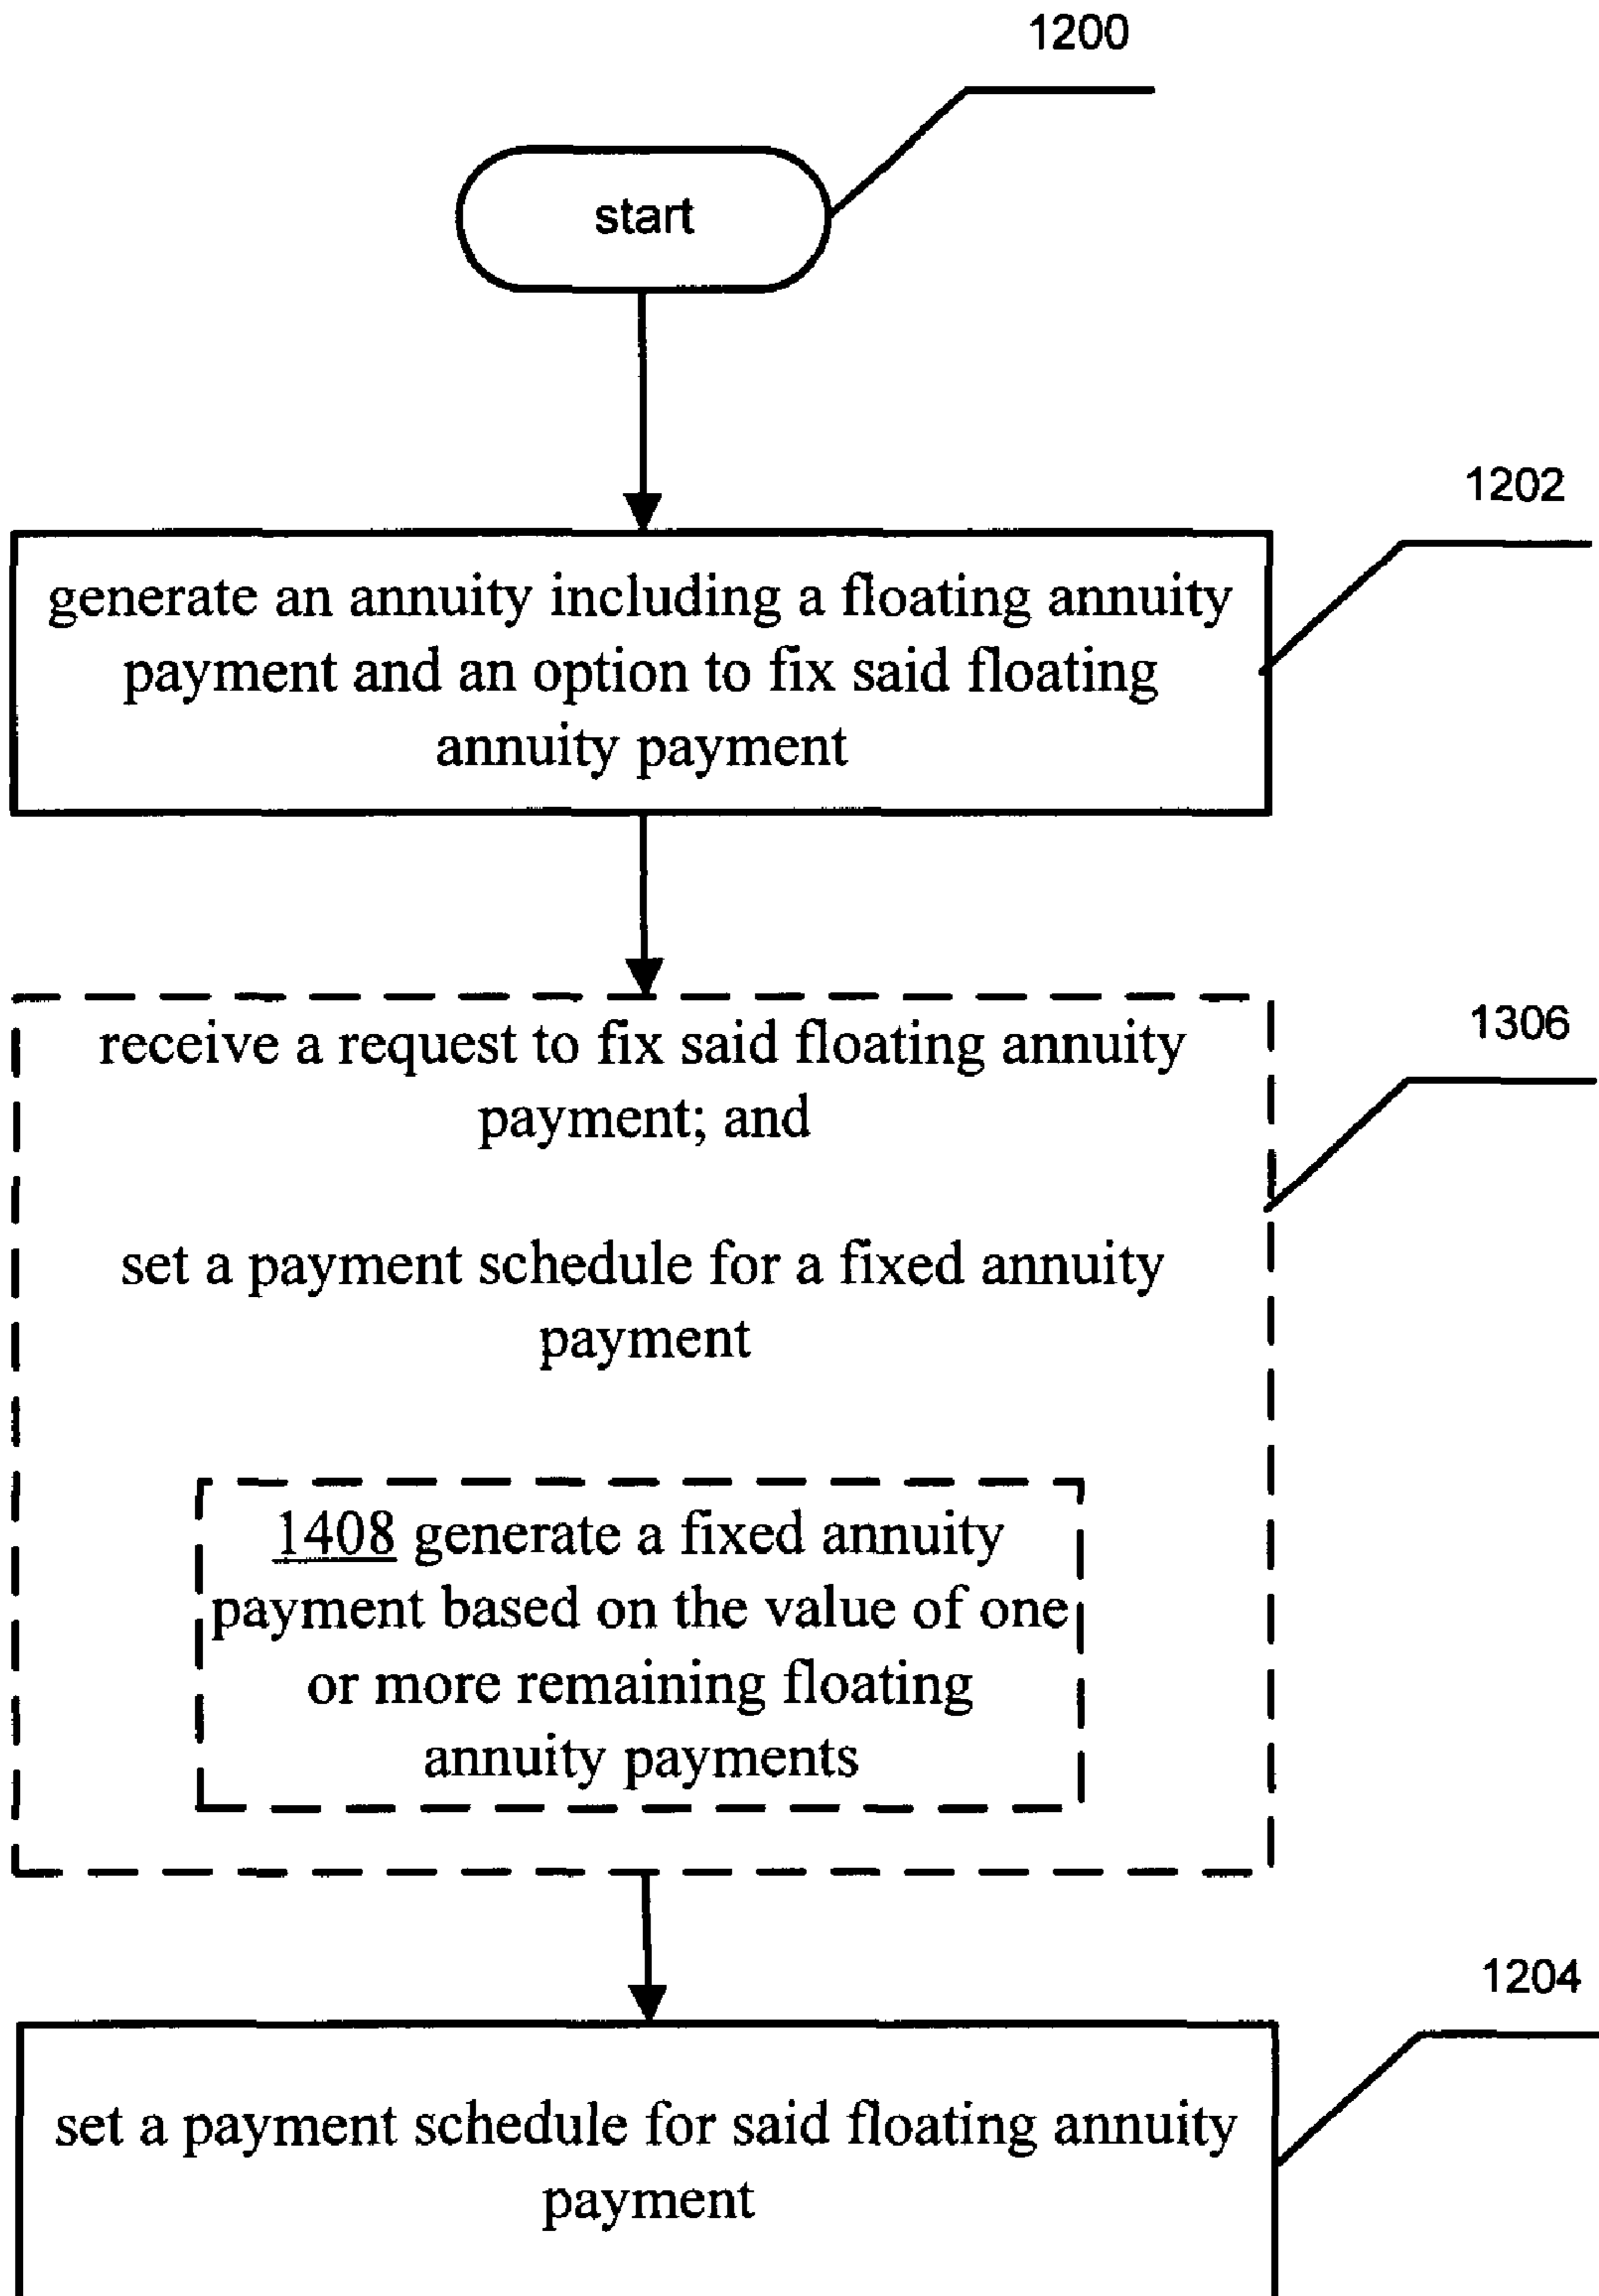 1200
start
1202
generate an annuity including a floating annuity
payment and an option to fix said floating
annuity payment
1306
receive a request to fix said floating annuity
payment; and
set a payment schedule for a fixed annuity
payment
1408 generate a fixed annuity
payment based on the value of one
or more remaining floating
annuity payments
1204
set a payment schedule for said floating annuity
payment